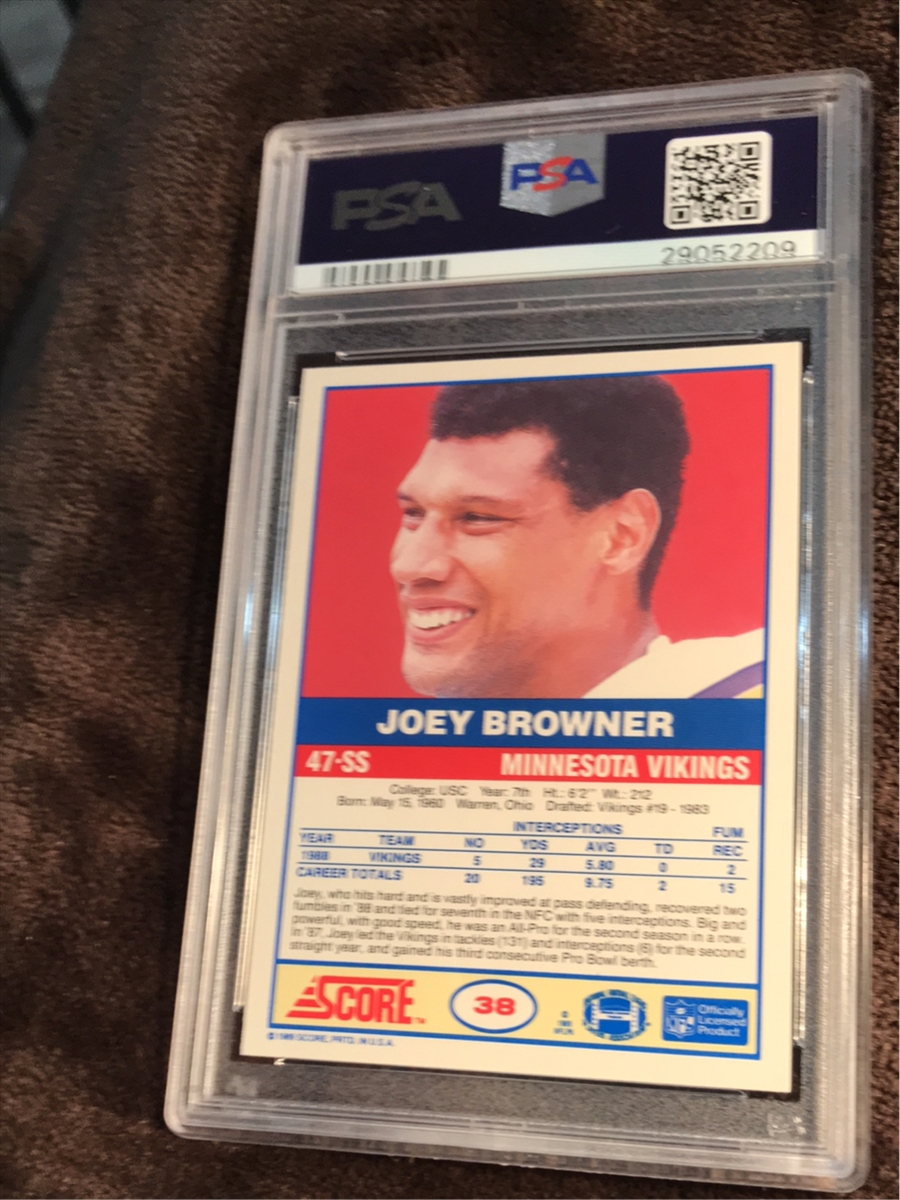 PSA PSA
29052209
JOEY BROWNER
47-SS MINNESOTA VIKINGS
College: USC Year: 7th Ht.: 6'2" Wt.: 212
Born: May 15, 1960 Warren, Ohio Drafted: Vikings #19 - 1983
INTERCEPTIONS FUM
YEAR TEAM NO YDS AVG TD REC
1988 VIKINGS 5 29 5.80 0 2
CAREER TOTALS 20 195 9.75 2 15
Joey, who hits hard and is vastly improved at pass defending, recovered two
fumbles in '88 and tied for seventh in the NFC with five interceptions. Big and
powerful, with good speed, he was an All-Pro for the second season in a row.
In '87, Joey led the Vikings in tackles (131) and interceptions (6) for the second
straight year, and gained his third consecutive Pro Bowl berth.
SCORE™ 38
NFL Officially
Licensed
Product
© 1989 SCORE, PRTD. IN U.S.A.